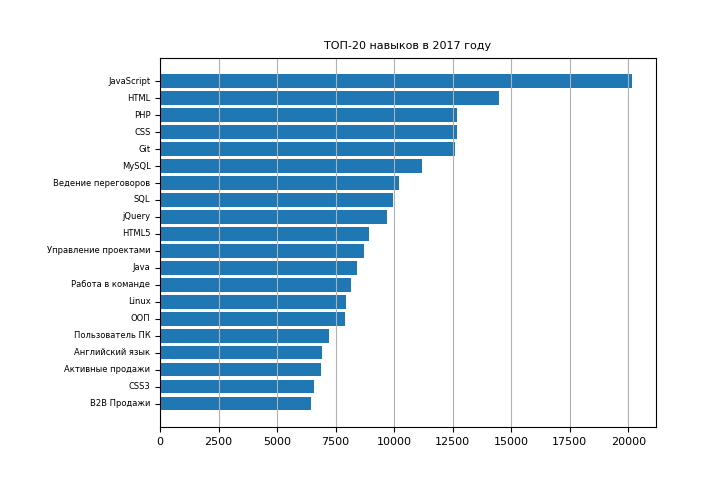 ТОП-20 навыков в 2017 году
JavaScript
HTML
PHP
CSS
Git
MySQL
Ведение переговоров
SQL
jQuery
HTML5
Управление проектами
Java
Работа в команде
Linux
ООП
Пользователь ПК
Английский язык
Активные продажи
CSS3
B2B Продажи
0 2500 5000 7500 10000 12500 15000 17500 20000